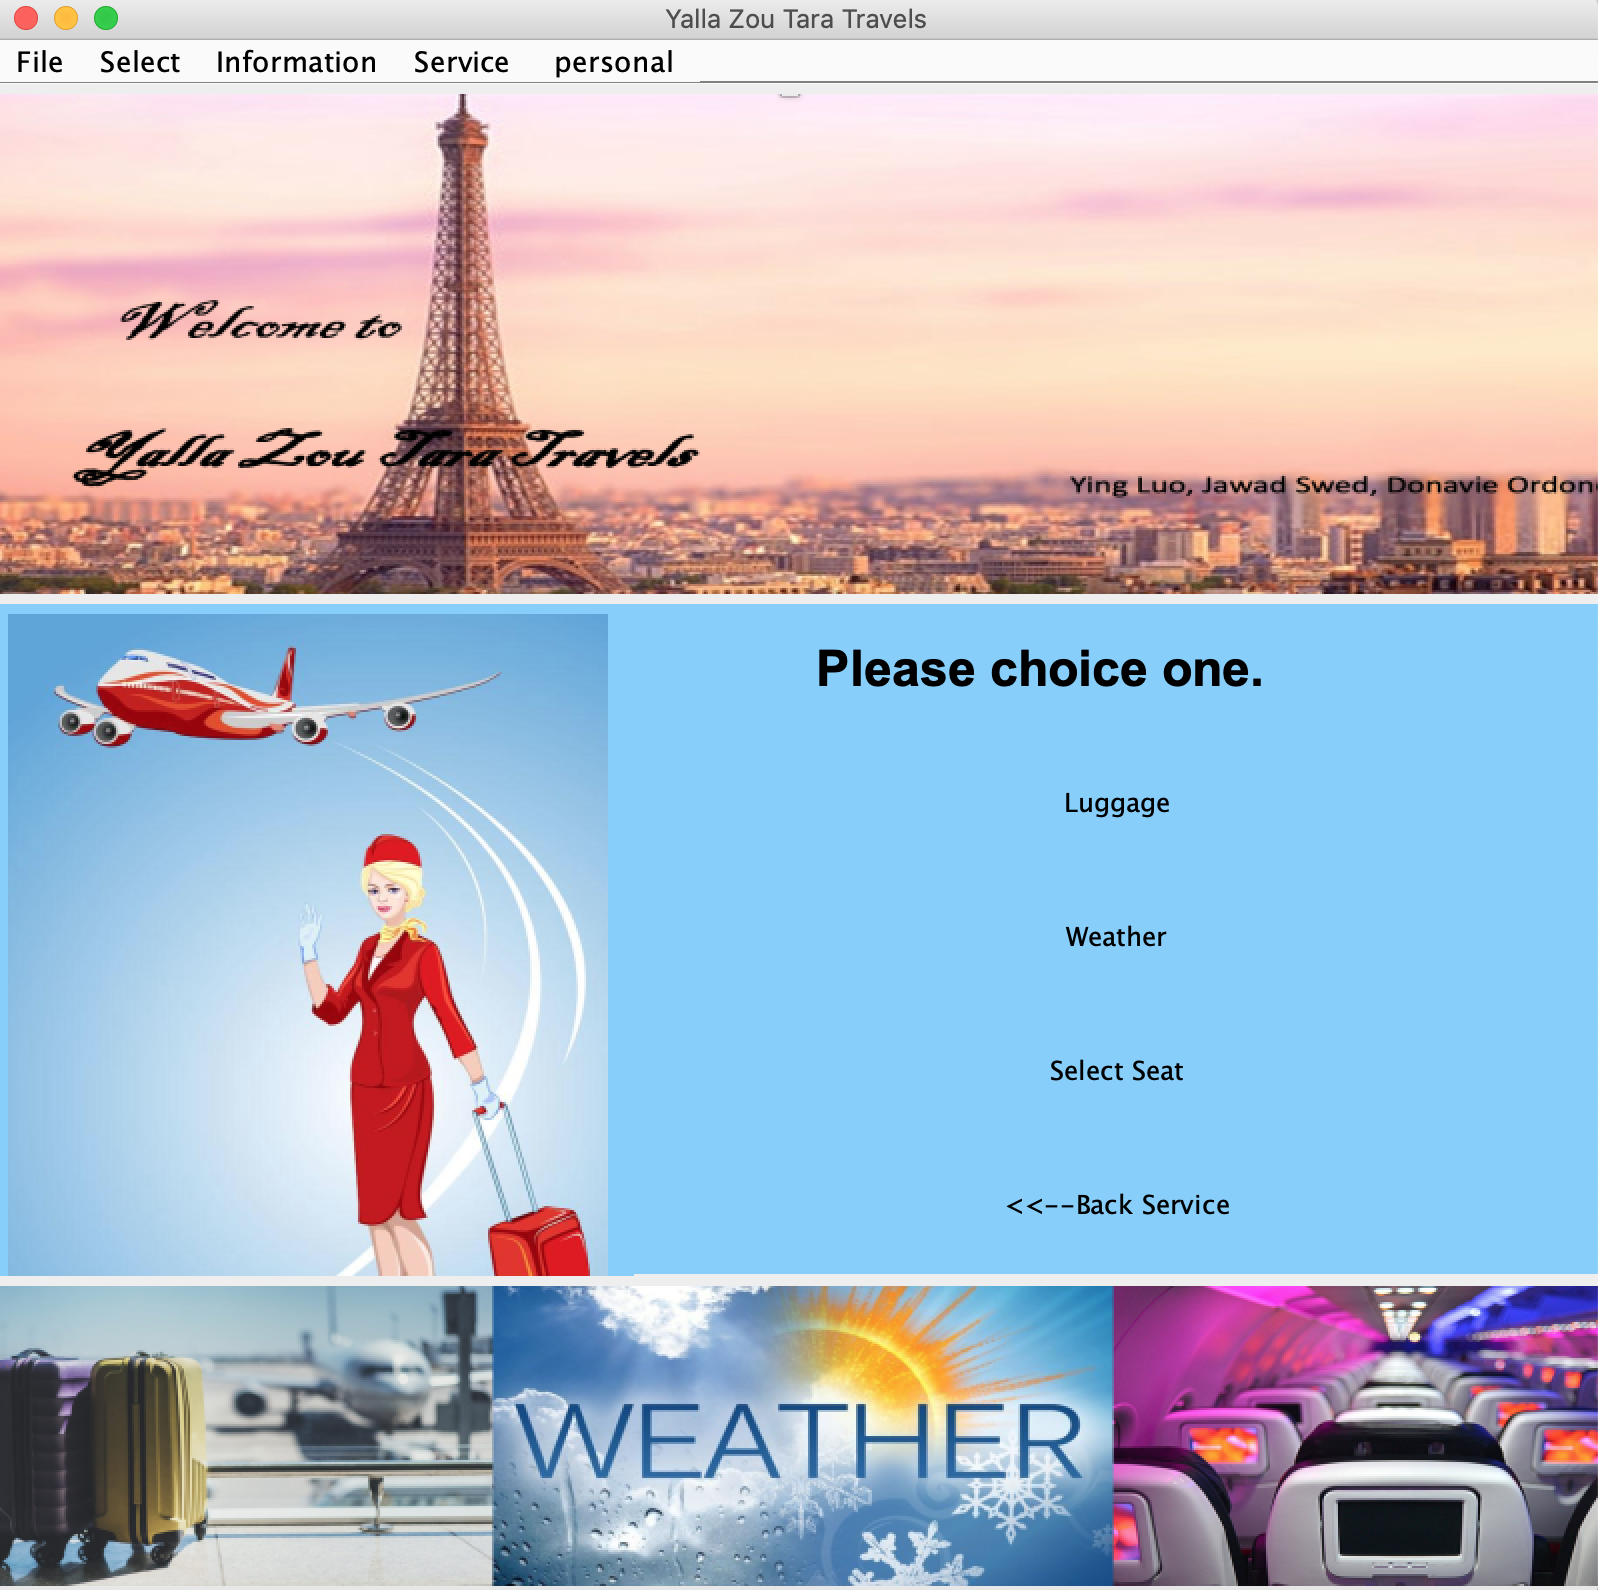 Yalla Zou Tara Travels
File Select Information Service personal
Welcome to
Yalla Zou Tara Travels
Ying Luo, Jawad Swed, Donavie
Please choice one.
Luggage
Weather
Select Seat
<<--Back Service
WEATHER